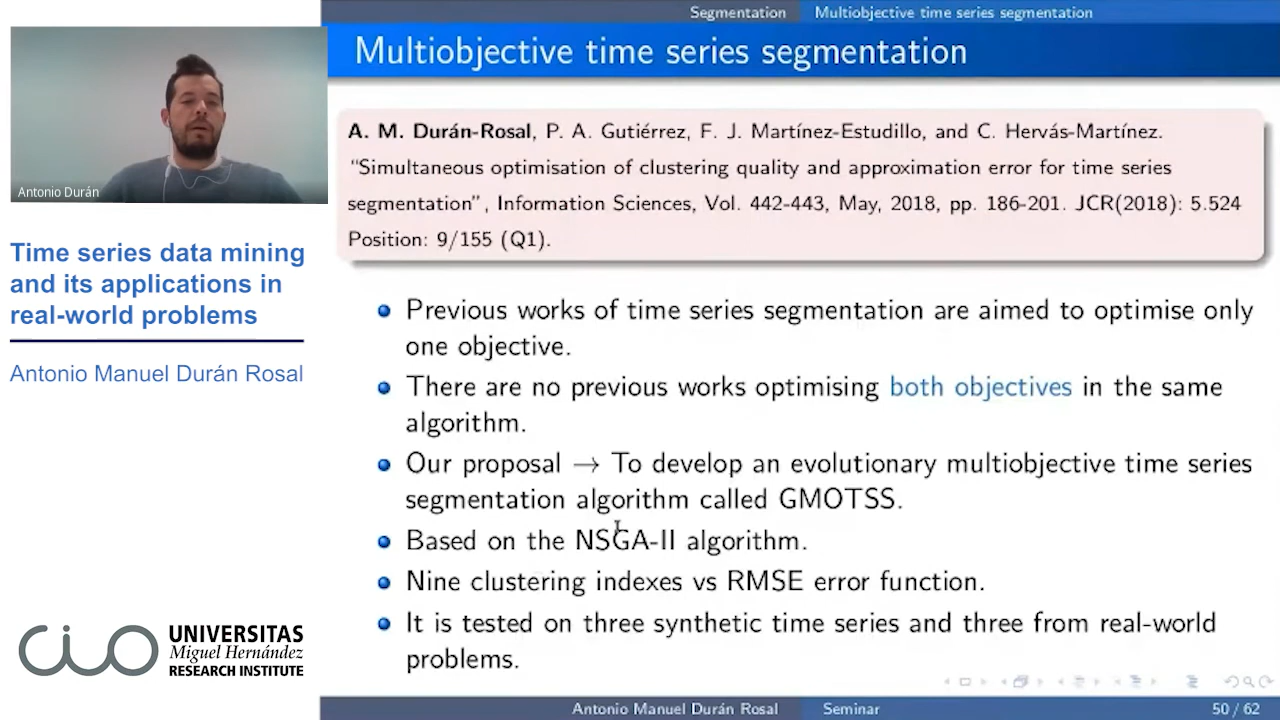 Segmentation Multiobjective time series segmentation
Multiobjective time series segmentation
Antonio Durán
Time series data mining
and its applications in
real-world problems
Antonio Manuel Durán Rosal
A. M. Durán-Rosal, P. A. Gutiérrez, F. J. Martínez-Estudillo, and C. Hervás-Martínez.
"Simultaneous optimisation of clustering quality and approximation error for time series
segmentation", Information Sciences, Vol. 442-443, May, 2018, pp. 186-201. JCR(2018): 5.524
Position: 9/155 (Q1).
Previous works of time series segmentation are aimed to optimise only
one objective.
There are no previous works optimising both objectives in the same
algorithm.
Our proposal → To develop an evolutionary multiobjective time series
segmentation algorithm called GMOTSS.
Based on the NSGA-II algorithm.
Nine clustering indexes vs RMSE error function.
It is tested on three synthetic time series and three from real-world
problems.
CIO
UNIVERSITAS
Miguel Hernández
RESEARCH INSTITUTE
Antonio Manuel Durán Rosal Seminar 50 / 62